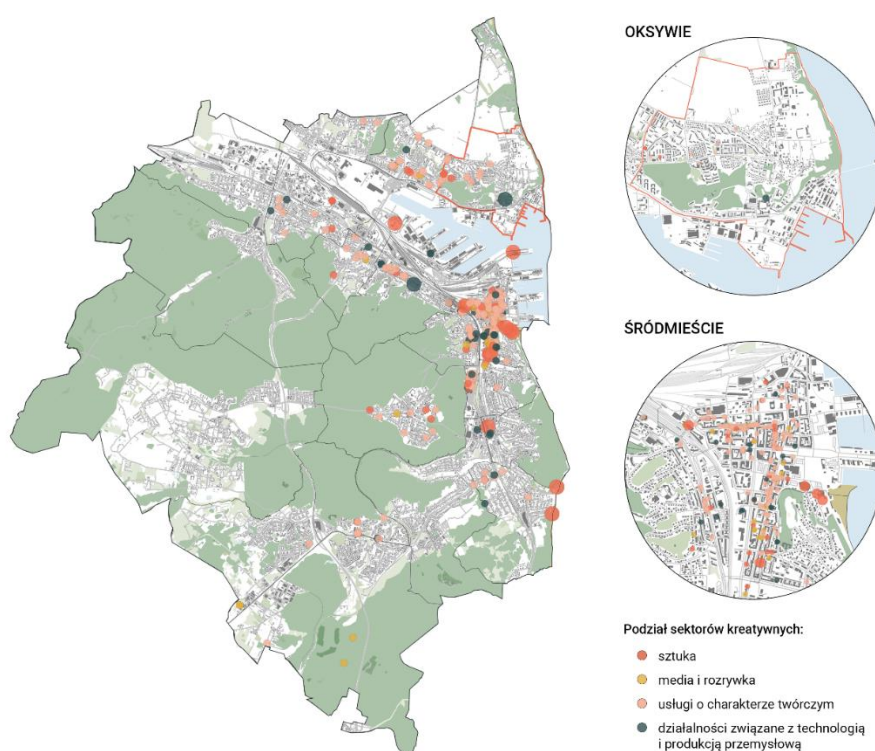 OKSYWIE
ŚRÓDMIEŚCIE
Podział sektorów kreatywnych:
sztuka
media i rozrywka
usługi o charakterze twórczym
działalności związane z technologią
i produkcją przemysłową